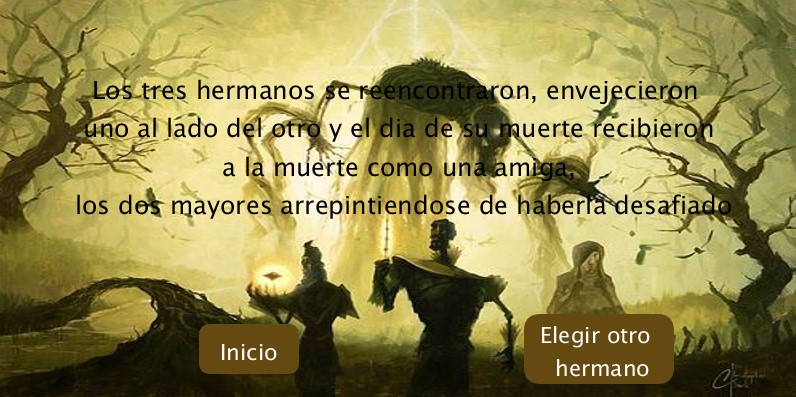 Los tres hermanos se reencontraron, envejecieron
uno al lado del otro y el dia de su muerte recibieron
a la muerte como una amiga,
los dos mayores arrepintiendose de haberla desafiado
Inicio
Elegir otro
hermano